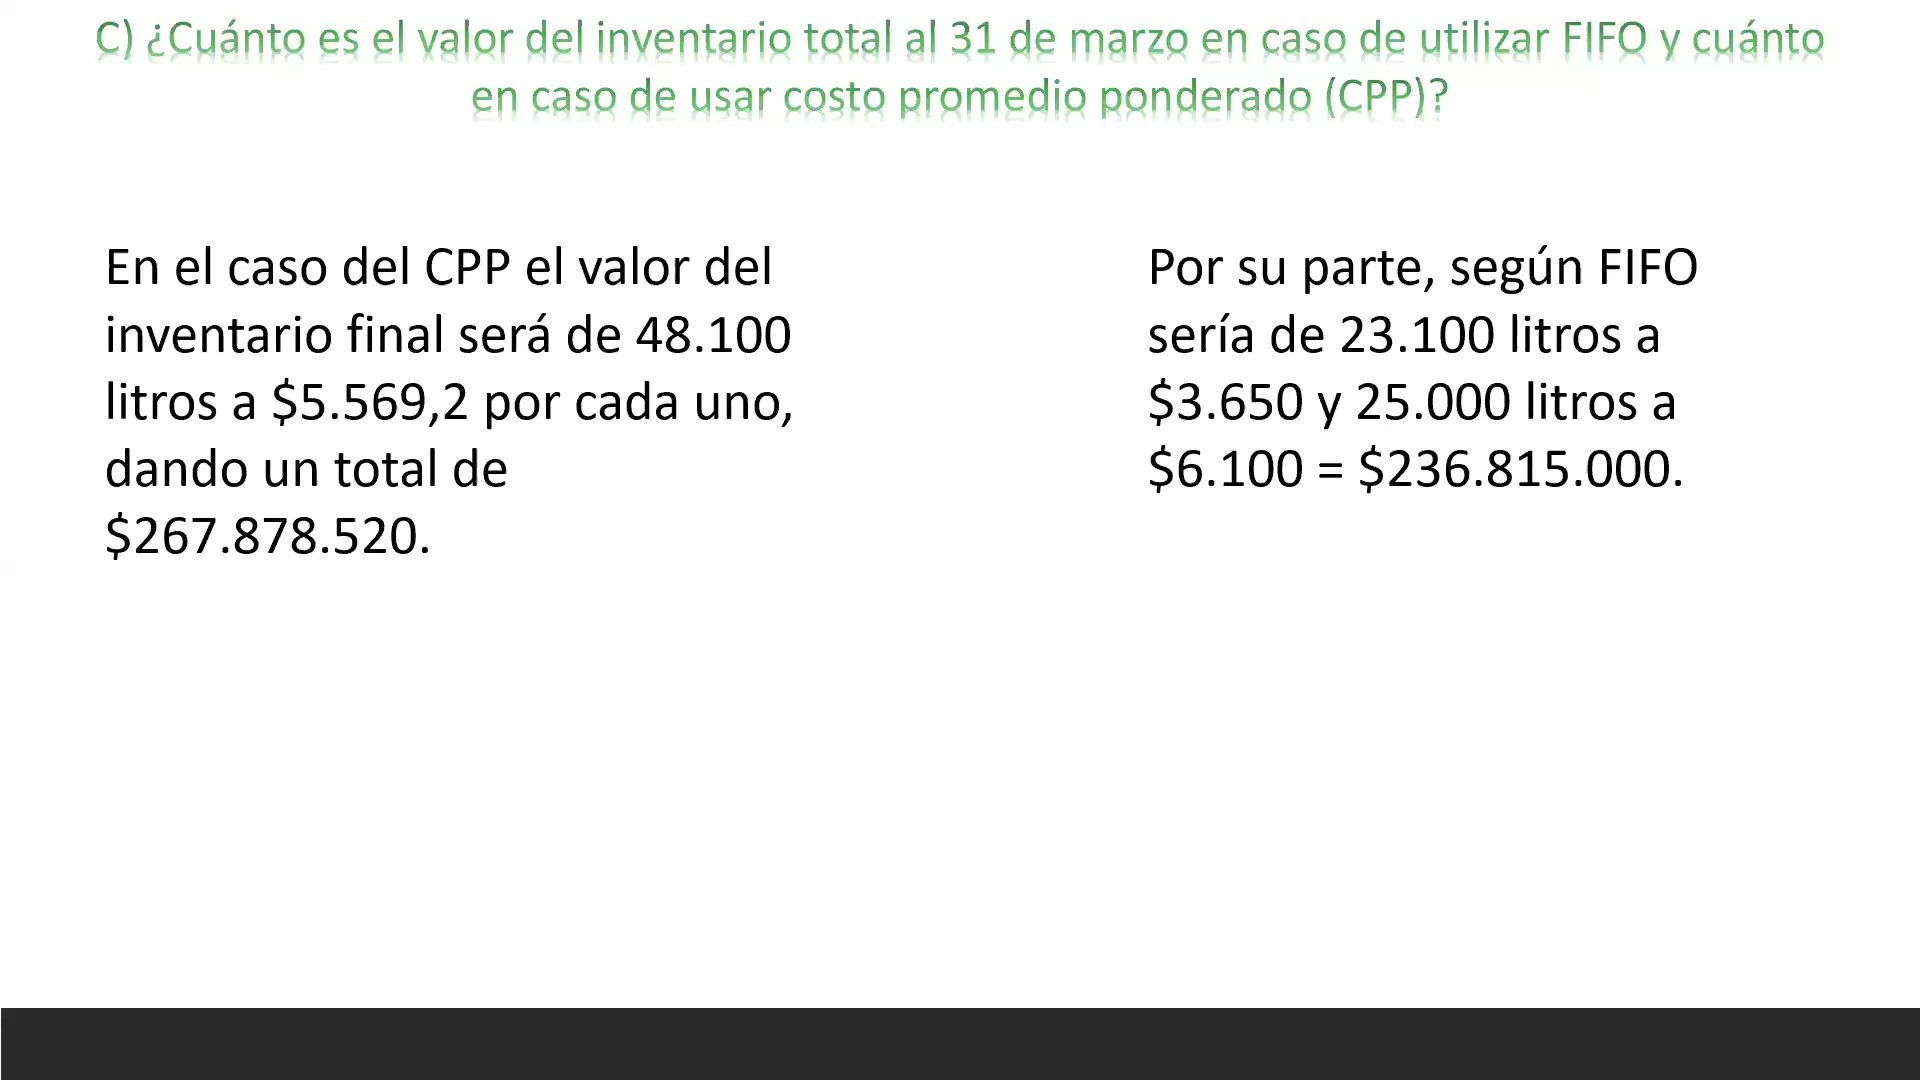 C) ¿Cuánto es el valor del inventario total al 31 de marzo en caso de utilizar FIFO y cuánto
en caso de usar costo promedio ponderado (CPP)?
En el caso del CPP el valor del
inventario final será de 48.100
litros a $5.569,2 por cada uno,
dando un total de
$267.878.520.
Por su parte, según FIFO
sería de 23.100 litros a
$3.650 y 25.000 litros a
$6.100 = $236.815.000.